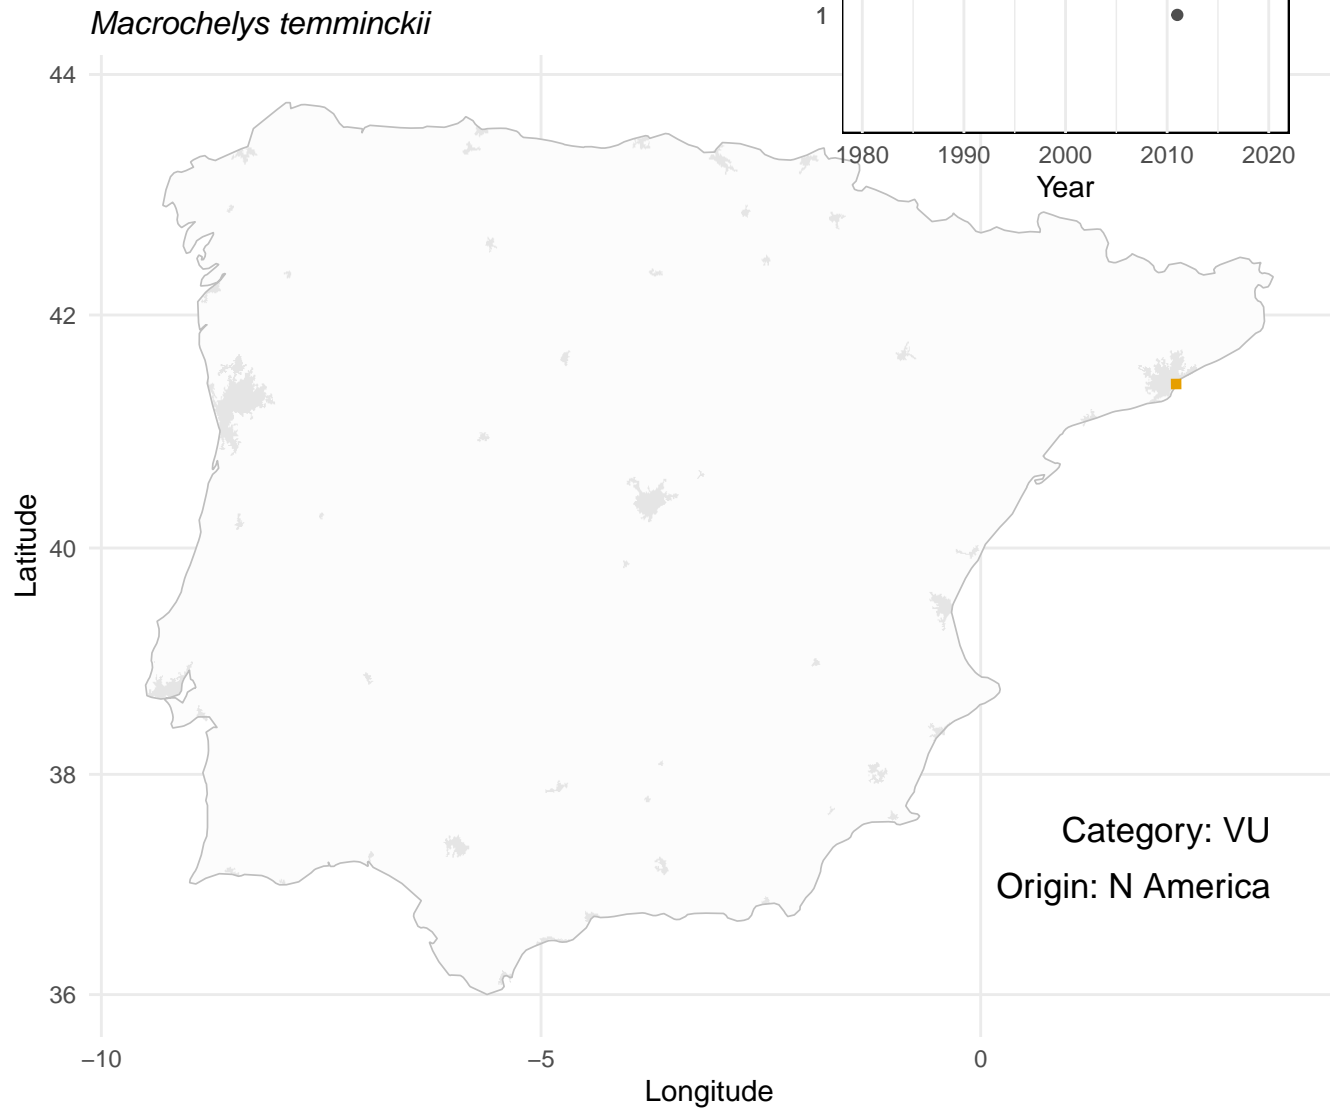 Macrochelys temminckii
1
1980 1990 2000 2010 2020
Year
44
42
40
38
36
Latitude
Category: VU
Origin: N America
−10 −5 0
Longitude